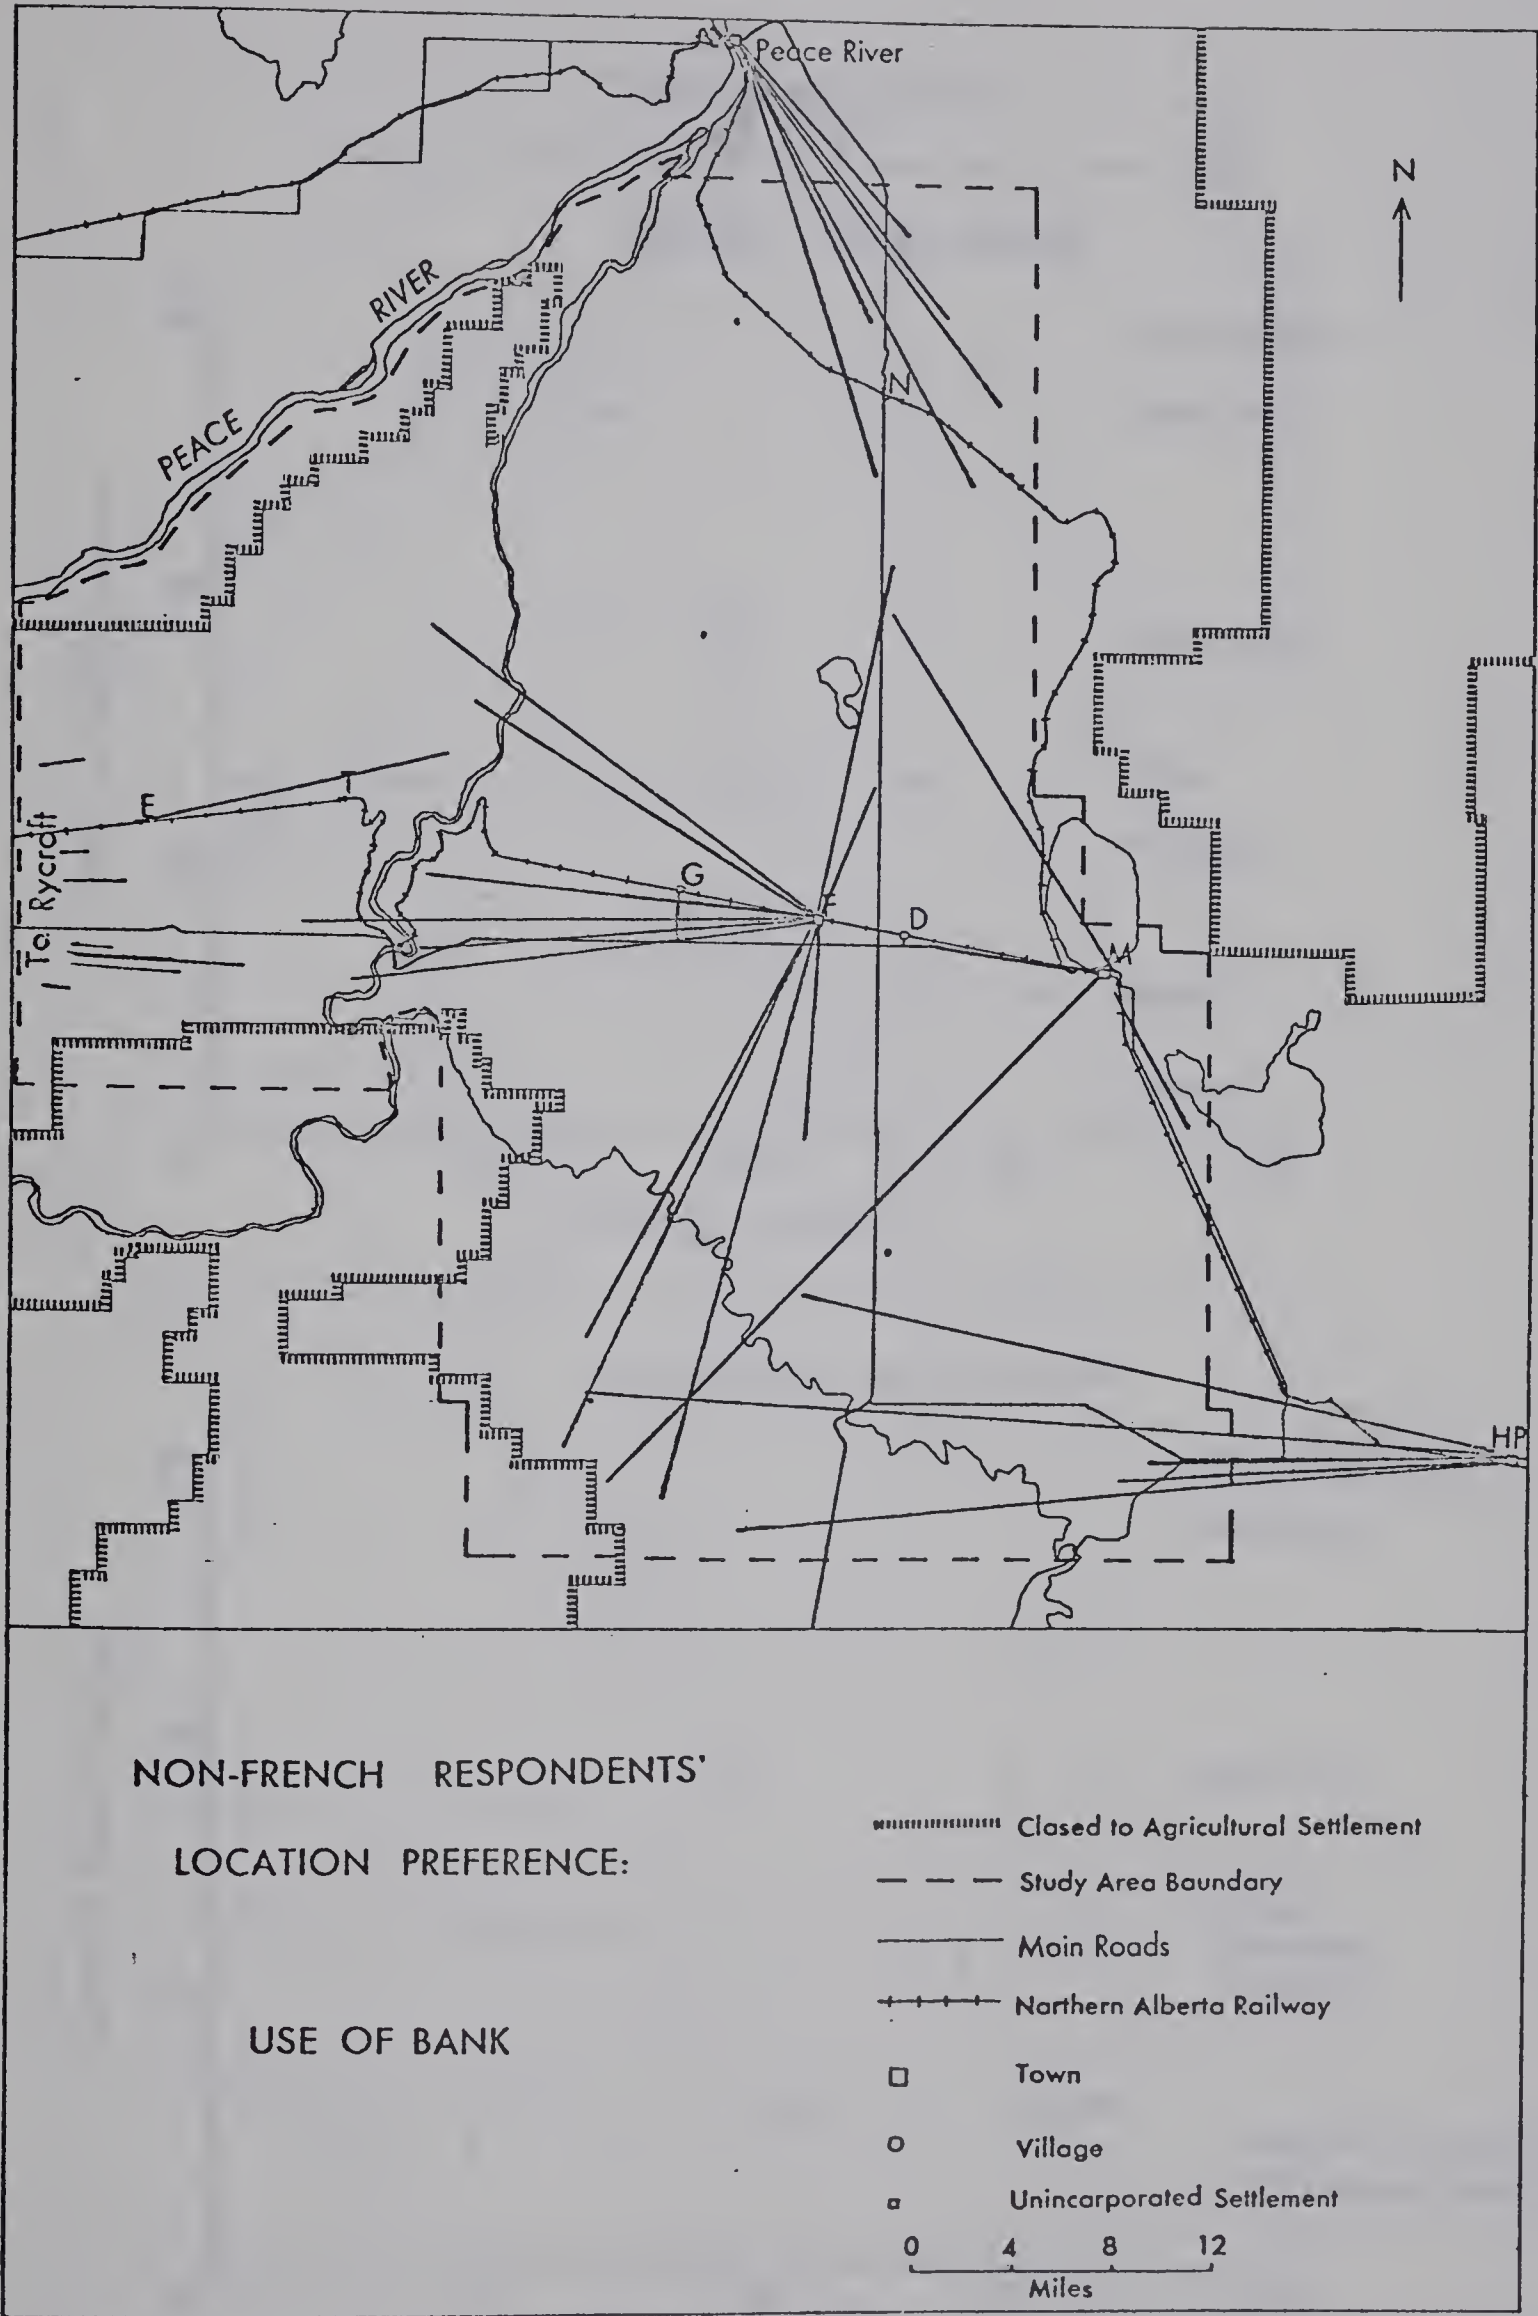 Peace River
N
RIVER
PEACE
N
E
T
To Rycroft
G
F
D
M
HP
NON-FRENCH RESPONDENTS'
LOCATION PREFERENCE:
USE OF BANK
Closed to Agricultural Settlement
Study Area Boundary
Main Roads
Northern Alberta Railway
Town
Village
Unincorporated Settlement
0 4 8 12
Miles